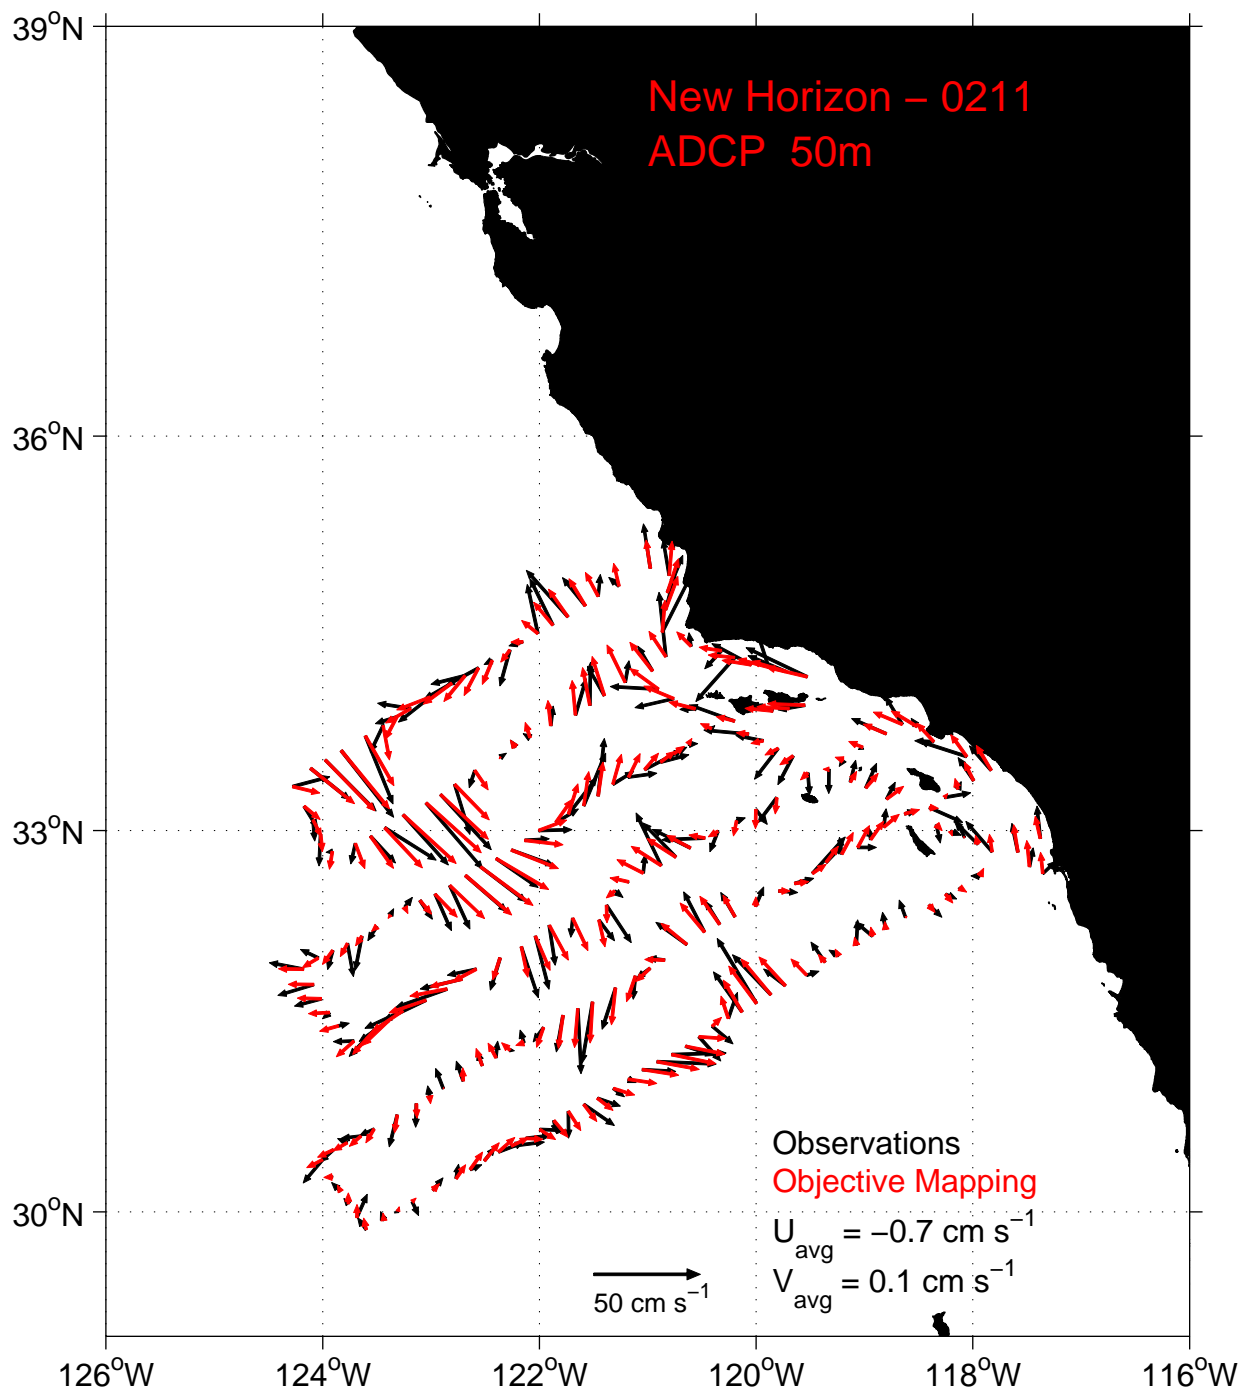 39°N
New Horizon – 0211
ADCP 50m
36°N
33°N
Observations
Objective Mapping
30°N
U_avg = −0.7 cm s⁻¹
V_avg = 0.1 cm s⁻¹
50 cm s⁻¹
126°W 124°W 122°W 120°W 118°W 116°W